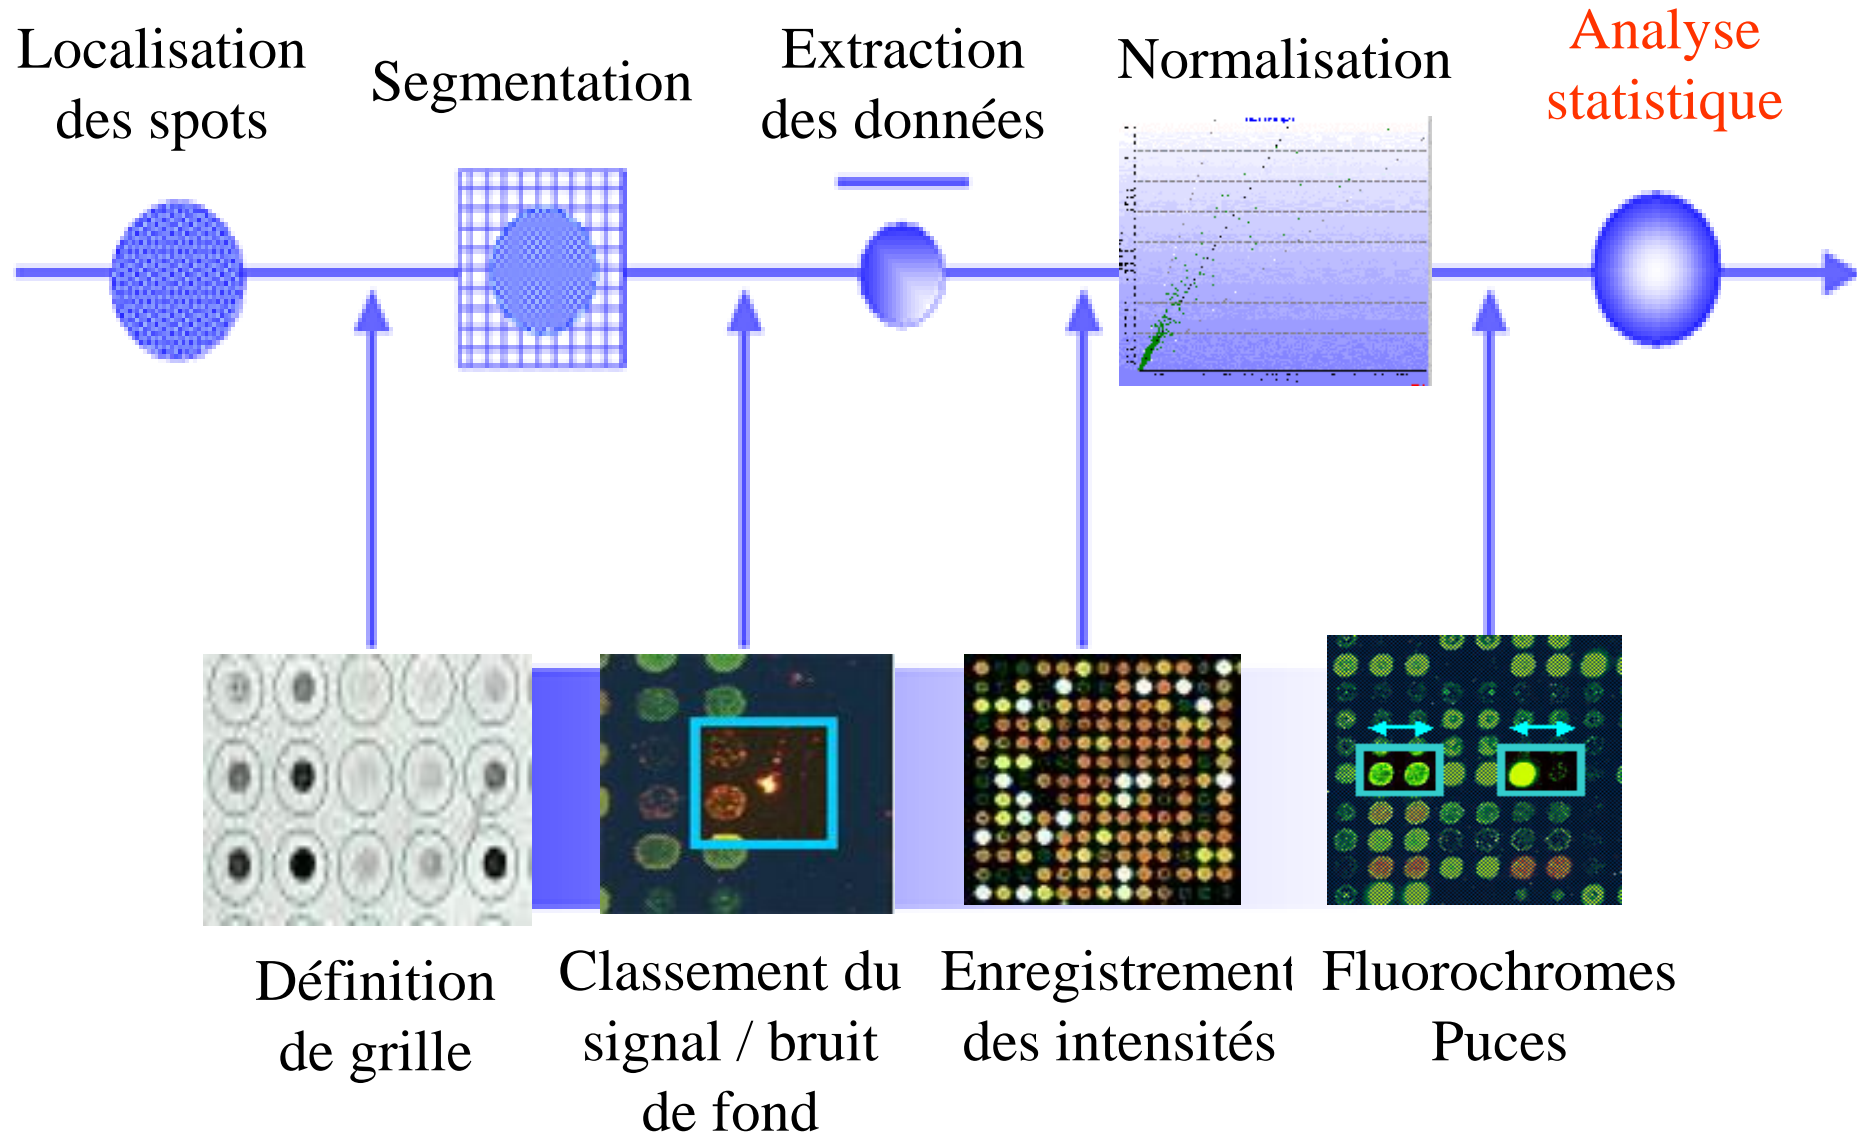 Localisation
des spots
Segmentation
Extraction
des données
Normalisation
Analyse
statistique
Définition
de grille
Classement du
signal / bruit
de fond
Enregistrement
des intensités
Fluorochromes
Puces